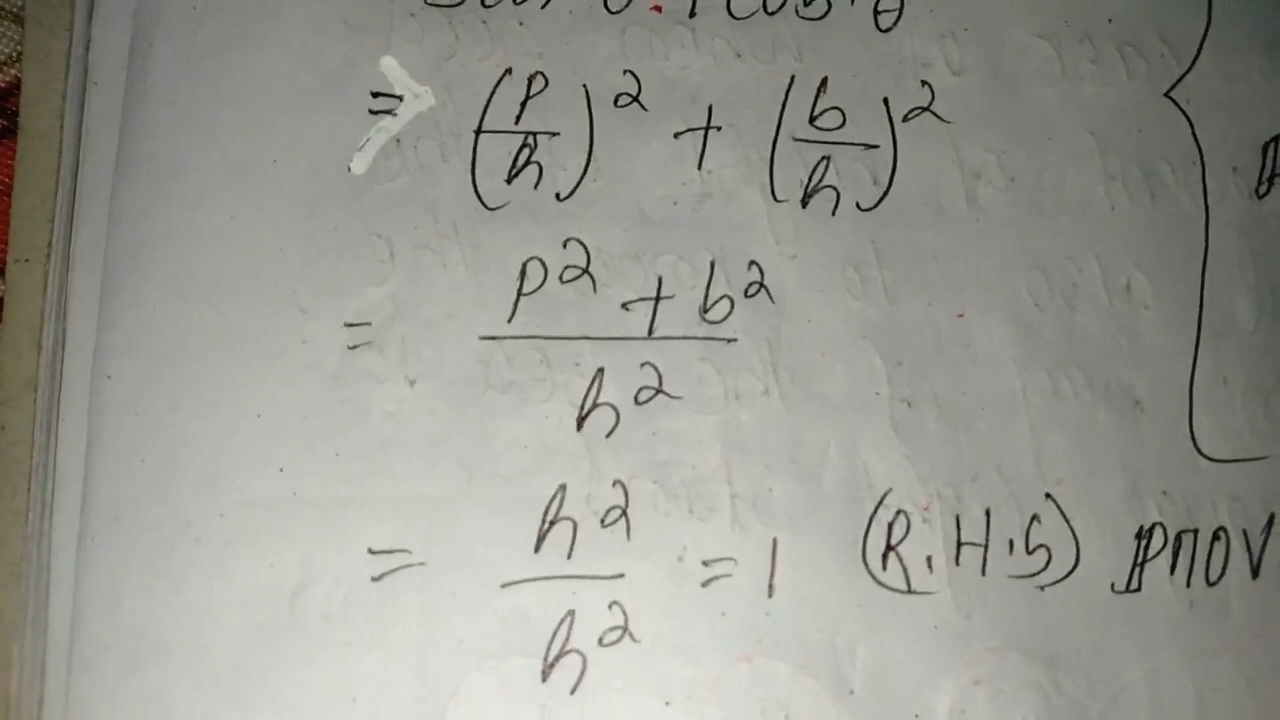 => (p/h)² + (b/h)²
= p² + b² / h²
= h²/h² = 1 (R.H.S) prov